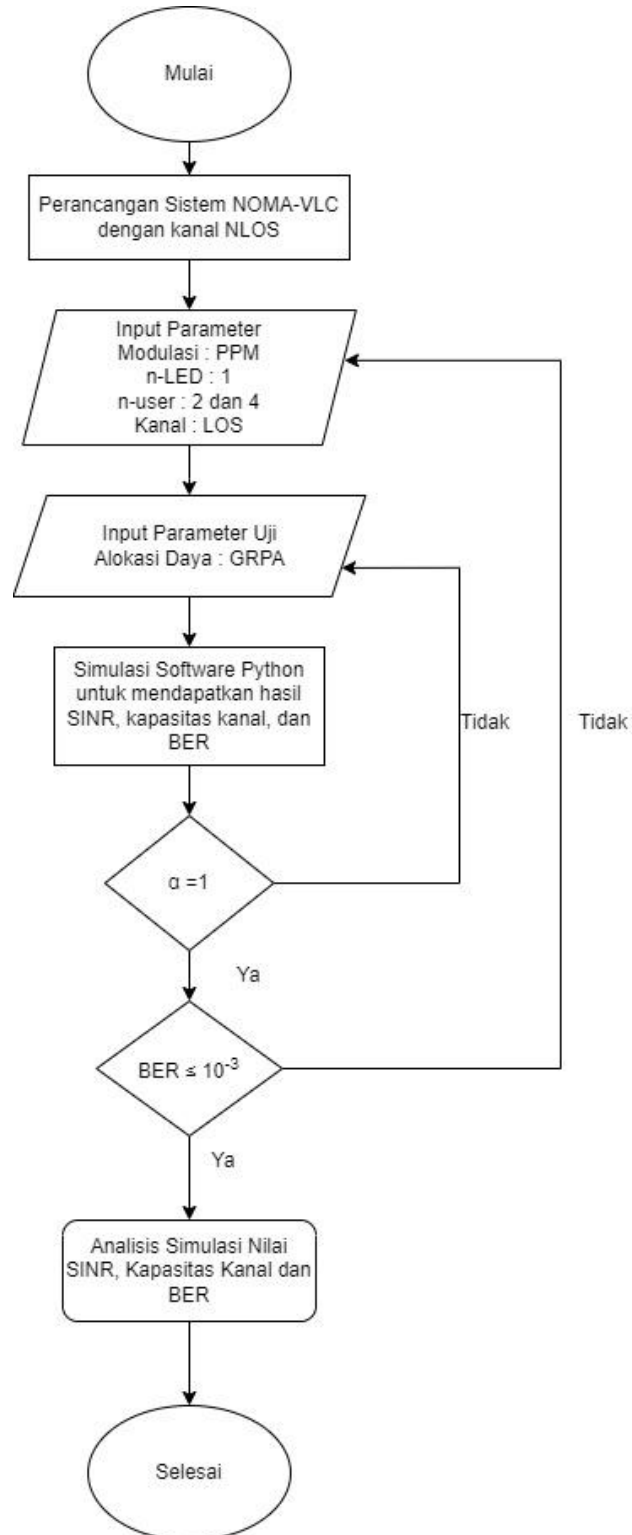 Mulai
Perancangan Sistem NOMA-VLC
dengan kanal NLOS
Input Parameter
Modulasi : PPM
n-LED : 1
n-user : 2 dan 4
Kanal : LOS
Input Parameter Uji
Alokasi Daya : GRPA
Simulasi Software Python
untuk mendapatkan hasil
SINR, kapasitas kanal, dan
BER
Tidak
Tidak
α =1
Ya
BER ≤ 10⁻³
Ya
Analisis Simulasi Nilai
SINR, Kapasitas Kanal dan
BER
Selesai